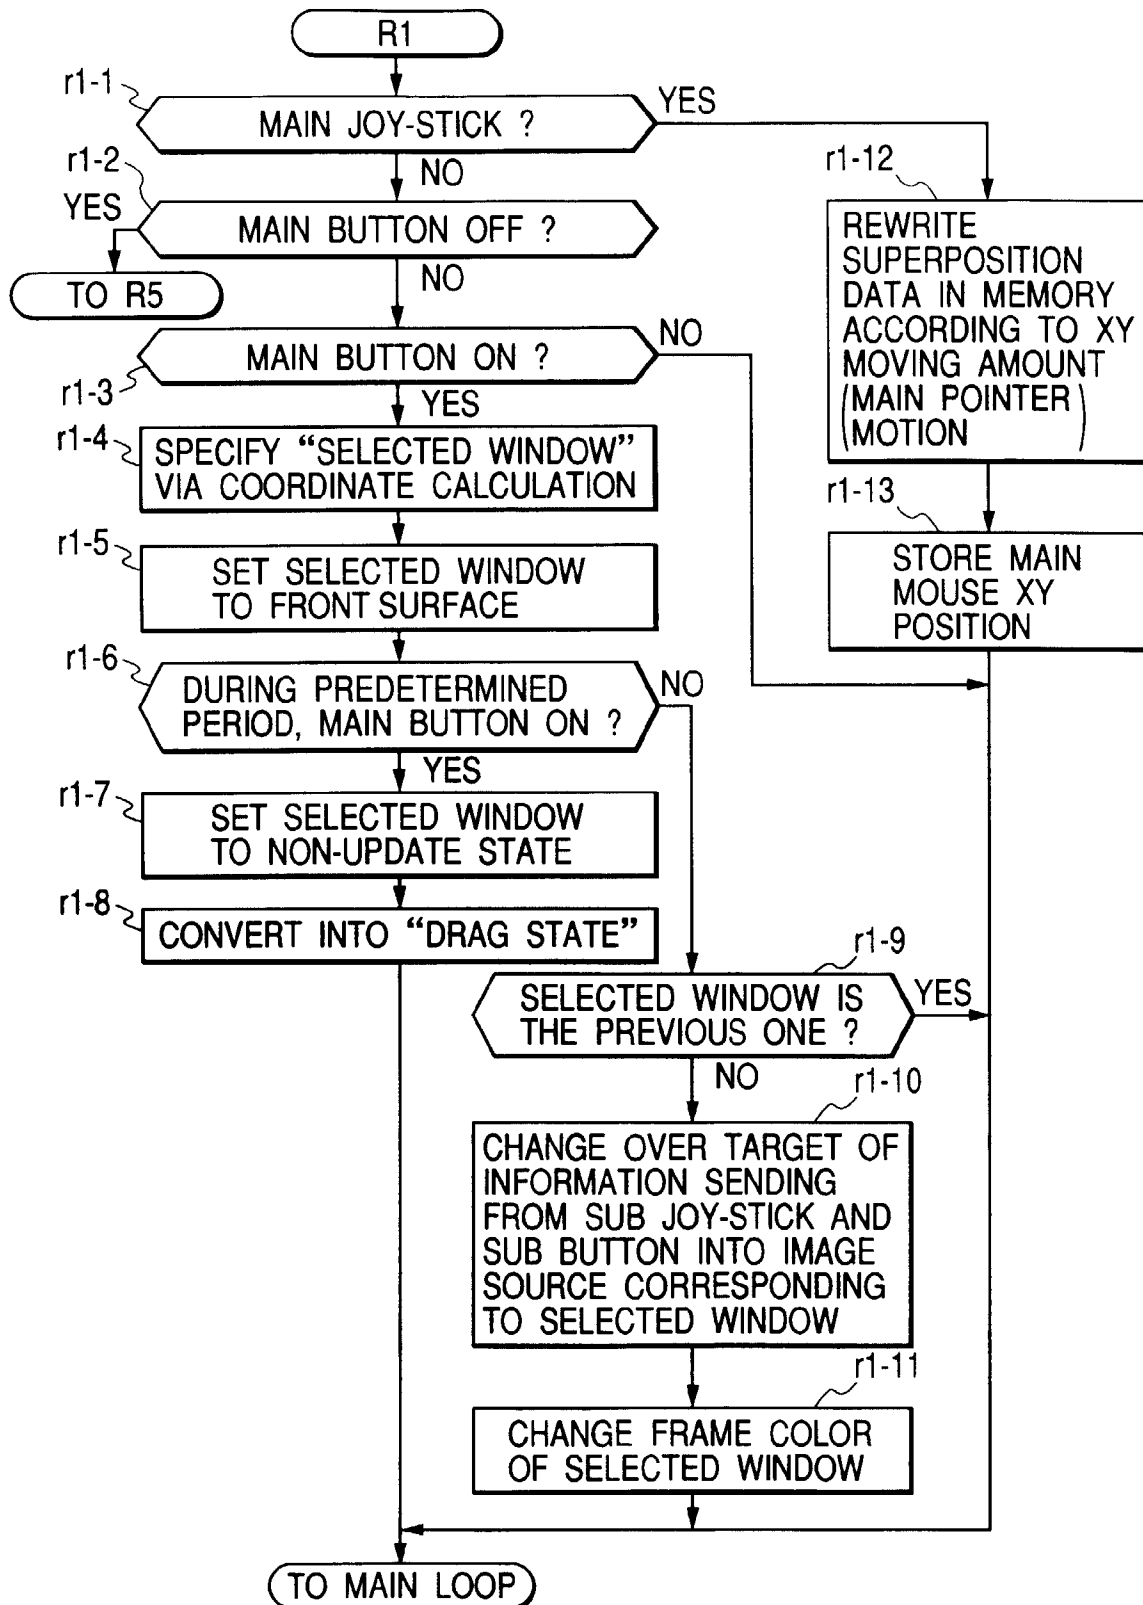 R1
r1-1
MAIN JOY-STICK ?
YES
NO
r1-2
YES
MAIN BUTTON OFF ?
TO R5
NO
r1-12
REWRITE
SUPERPOSITION
DATA IN MEMORY
ACCORDING TO XY
MOVING AMOUNT
(MAIN POINTER
MOTION)
r1-3
MAIN BUTTON ON ?
NO
YES
r1-4
SPECIFY “SELECTED WINDOW”
VIA COORDINATE CALCULATION
r1-13
STORE MAIN
MOUSE XY
POSITION
r1-5
SET SELECTED WINDOW
TO FRONT SURFACE
r1-6
DURING PREDETERMINED
PERIOD, MAIN BUTTON ON ?
NO
YES
r1-7
SET SELECTED WINDOW
TO NON-UPDATE STATE
r1-8
CONVERT INTO “DRAG STATE”
r1-9
SELECTED WINDOW IS
THE PREVIOUS ONE ?
YES
NO
r1-10
CHANGE OVER TARGET OF
INFORMATION SENDING
FROM SUB JOY-STICK AND
SUB BUTTON INTO IMAGE
SOURCE CORRESPONDING
TO SELECTED WINDOW
r1-11
CHANGE FRAME COLOR
OF SELECTED WINDOW
TO MAIN LOOP